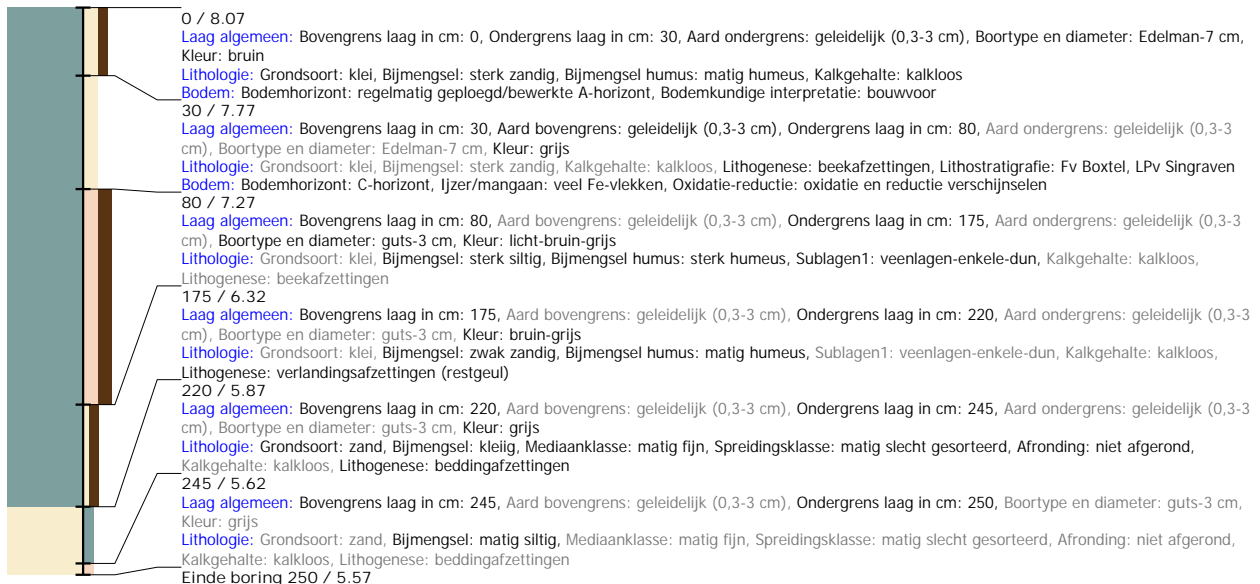 0 / 8.07
Laag algemeen: Bovengrens laag in cm: 0, Ondergrens laag in cm: 30, Aard ondergrens: geleidelijk (0,3-3 cm), Boortype en diameter: Edelman-7 cm,
Kleur: bruin
Lithologie: Grondsoort: klei, Bijmengsel: sterk zandig, Bijmengsel humus: matig humeus, Kalkgehalte: kalkloos
Bodem: Bodemhorizont: regelmatig geploegd/bewerkte A-horizont, Bodemkundige interpretatie: bouwvoor
30 / 7.77
Laag algemeen: Bovengrens laag in cm: 30, Aard bovengrens: geleidelijk (0,3-3 cm), Ondergrens laag in cm: 80, Aard ondergrens: geleidelijk (0,3-3
cm), Boortype en diameter: Edelman-7 cm, Kleur: grijs
Lithologie: Grondsoort: klei, Bijmengsel: sterk zandig, Kalkgehalte: kalkloos, Lithogenese: beekafzettingen, Lithostratigrafie: Fv Boxtel, LPv Singraven
Bodem: Bodemhorizont: C-horizont, Ijzer/mangaan: veel Fe-vlekken, Oxidatie-reductie: oxidatie en reductie verschijnselen
80 / 7.27
Laag algemeen: Bovengrens laag in cm: 80, Aard bovengrens: geleidelijk (0,3-3 cm), Ondergrens laag in cm: 175, Aard ondergrens: geleidelijk (0,3-3
cm), Boortype en diameter: guts-3 cm, Kleur: licht-bruin-grijs
Lithologie: Grondsoort: klei, Bijmengsel: sterk siltig, Bijmengsel humus: sterk humeus, Sublagen1: veenlagen-enkele-dun, Kalkgehalte: kalkloos,
Lithogenese: beekafzettingen
175 / 6.32
Laag algemeen: Bovengrens laag in cm: 175, Aard bovengrens: geleidelijk (0,3-3 cm), Ondergrens laag in cm: 220, Aard ondergrens: geleidelijk (0,3-3
cm), Boortype en diameter: guts-3 cm, Kleur: bruin-grijs
Lithologie: Grondsoort: klei, Bijmengsel: zwak zandig, Bijmengsel humus: matig humeus, Sublagen1: veenlagen-enkele-dun, Kalkgehalte: kalkloos,
Lithogenese: verlandingsafzettingen (restgeul)
220 / 5.87
Laag algemeen: Bovengrens laag in cm: 220, Aard bovengrens: geleidelijk (0,3-3 cm), Ondergrens laag in cm: 245, Aard ondergrens: geleidelijk (0,3-3
cm), Boortype en diameter: guts-3 cm, Kleur: grijs
Lithologie: Grondsoort: zand, Bijmengsel: kleiig, Mediaanklasse: matig fijn, Spreidingsklasse: matig slecht gesorteerd, Afronding: niet afgerond,
Kalkgehalte: kalkloos, Lithogenese: beddingafzettingen
245 / 5.62
Laag algemeen: Bovengrens laag in cm: 245, Aard bovengrens: geleidelijk (0,3-3 cm), Ondergrens laag in cm: 250, Boortype en diameter: guts-3 cm,
Kleur: grijs
Lithologie: Grondsoort: zand, Bijmengsel: matig siltig, Mediaanklasse: matig fijn, Spreidingsklasse: matig slecht gesorteerd, Afronding: niet afgerond,
Kalkgehalte: kalkloos, Lithogenese: beddingafzettingen
Einde boring 250 / 5.57